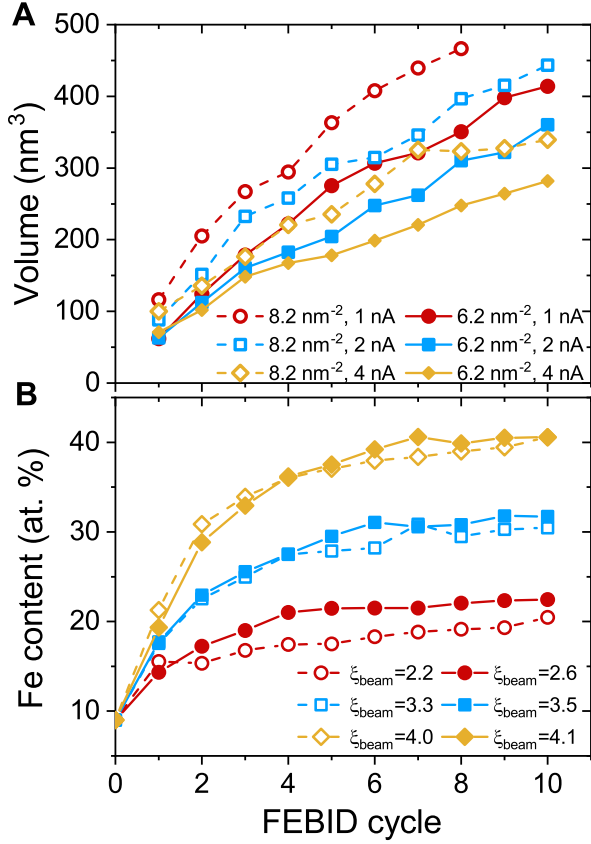 A
Volume (nm³)
500
400
300
200
100
0
8.2 nm⁻², 1 nA
6.2 nm⁻², 1 nA
8.2 nm⁻², 2 nA
6.2 nm⁻², 2 nA
8.2 nm⁻², 4 nA
6.2 nm⁻², 4 nA
B
Fe content (at. %)
40
30
20
10
ξbeam=2.2
ξbeam=2.6
ξbeam=3.3
ξbeam=3.5
ξbeam=4.0
ξbeam=4.1
0 2 4 6 8 10
FEBID cycle